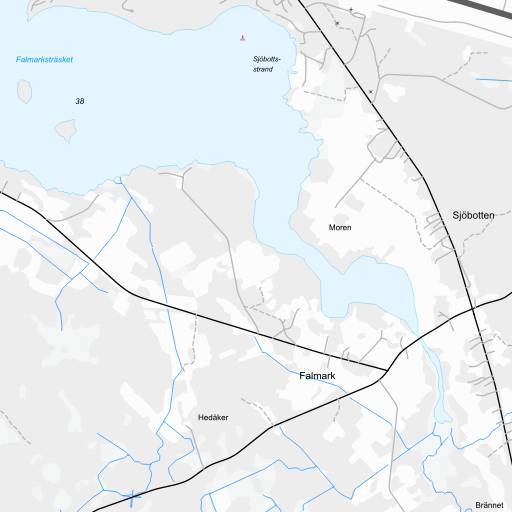 Falmarksträsket
Sjöbotts-
strand
38
Sjöbotten
Moren
Falmark
Hedåker
Brännet